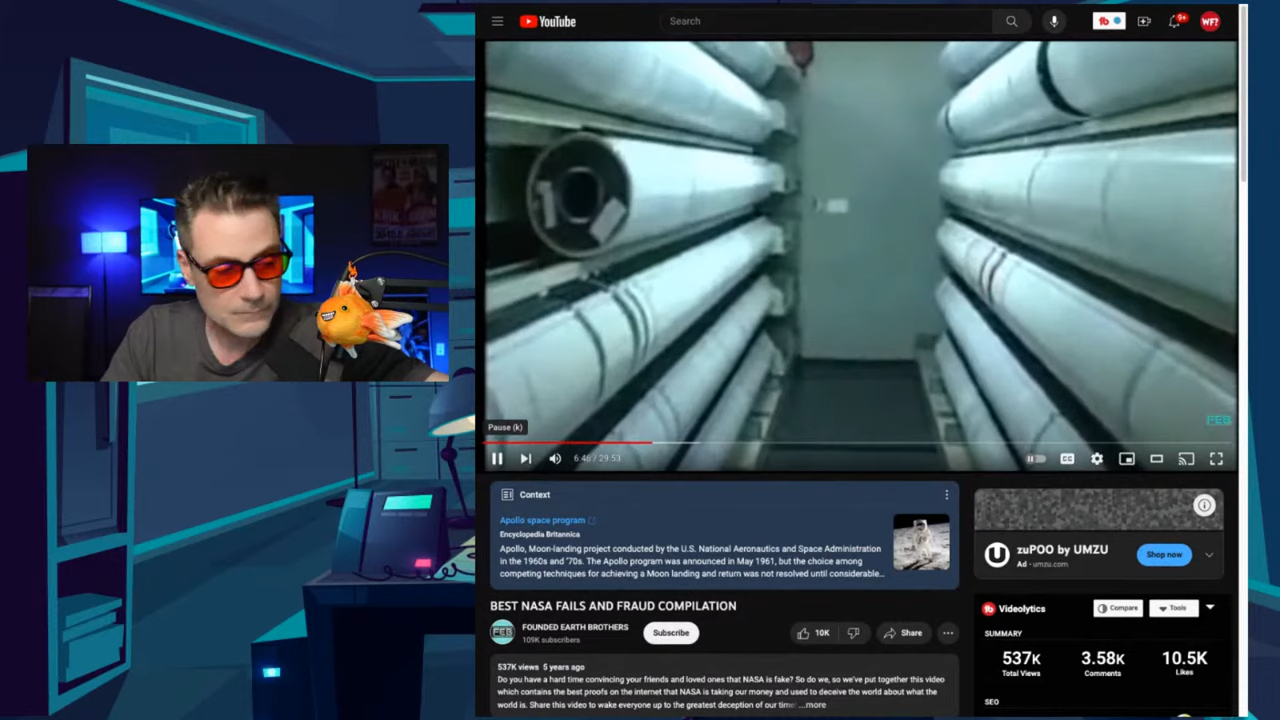 YouTube
Search
9+
WF?
FEB
Pause (k)
6:46 / 29:53
CC
Context
Apollo space program
Encyclopedia Britannica
Apollo, Moon-landing project conducted by the U.S. National Aeronautics and Space Administration
in the 1960s and '70s. The Apollo program was announced in May 1961, but the choice among
competing techniques for achieving a Moon landing and return was not resolved until considerable...
zuPOO by UMZU
Ad · umzu.com
Shop now
BEST NASA FAILS AND FRAUD COMPILATION
FEB
FOUNDED EARTH BROTHERS
109K subscribers
Subscribe
10K
Share
537K views 5 years ago
Do you have a hard time convincing your friends and loved ones that NASA is fake? So do we, so we've put together this video
which contains the best proofs on the internet that NASA is taking our money and used to deceive the world about what the
world is. Share this video to wake everyone up to the greatest deception of our time! ...more
Videolytics
Compare
Tools
SUMMARY
537K
3.58K
10.5K
Total Views
Comments
Likes
SEO